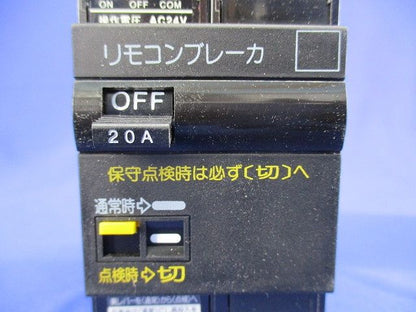 ON OFF COM
操作電圧 AC24V
リモコンブレーカ
OFF
20A
保守点検時は必ず〔切〕へ
通常時⇨
点検時⇨切